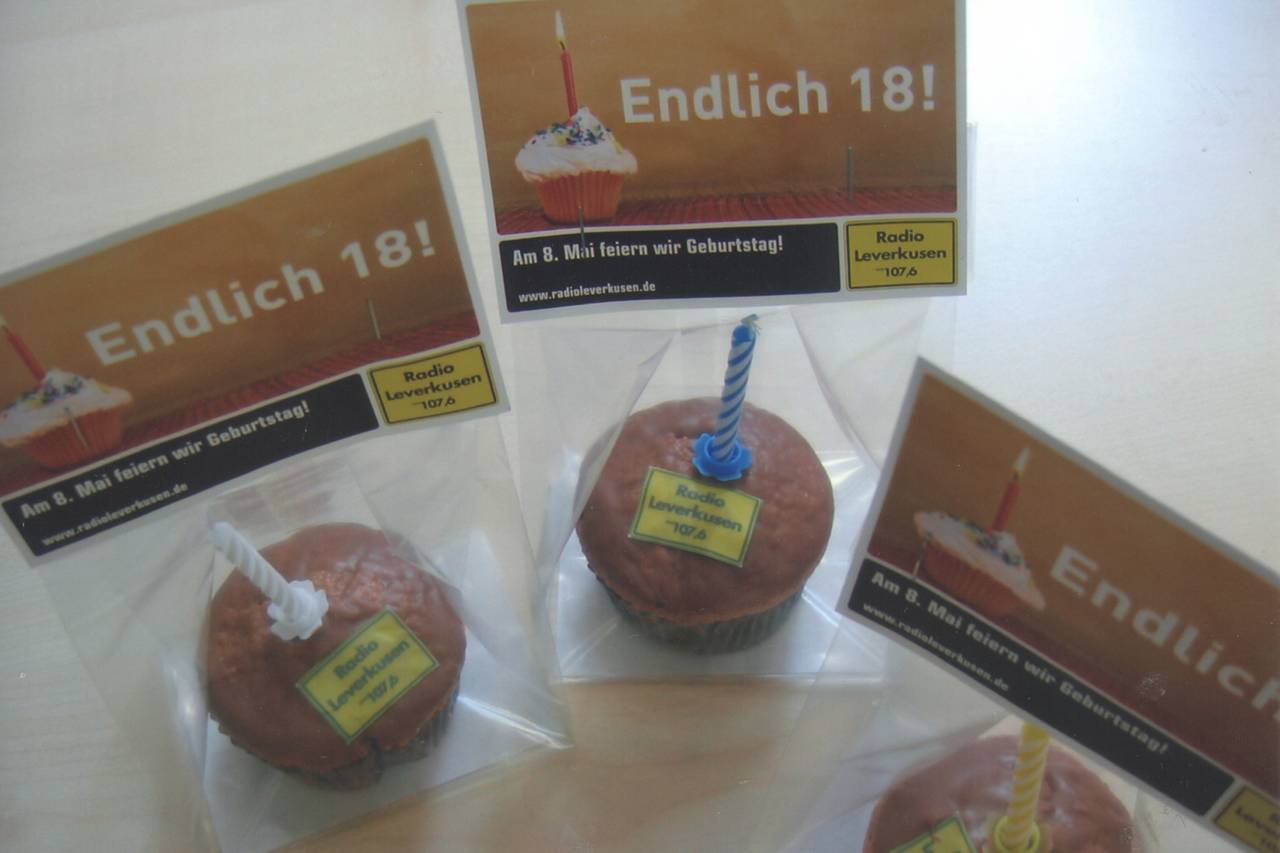 Endlich 18!
Am 8. Mai feiern wir Geburtstag!
www.radioleverkusen.de
Radio
Leverkusen
107,6
Endlich 18!
Am 8. Mai feiern wir Geburtstag!
www.radioleverkusen.de
Radio
Leverkusen
107,6
Radio
Leverkusen
107,6
Radio
Leverkusen
107,6
Endlich
Am 8. Mai feiern wir Geburtstag!
www.radioleverkusen.de